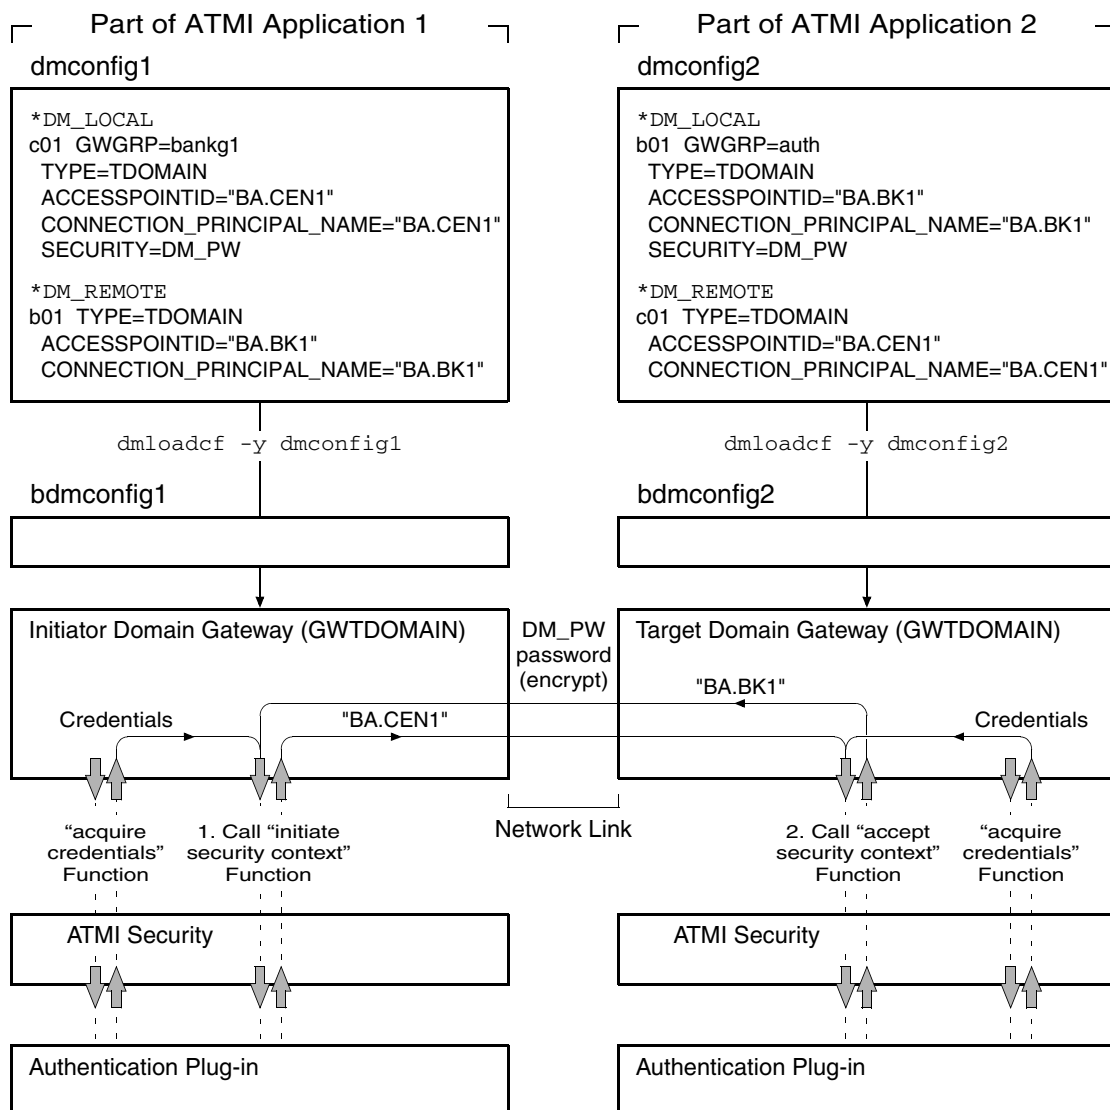 Part of ATMI Application 1
dmconfig1
*DM_LOCAL
c01 GWGRP=bankg1
TYPE=TDOMAIN
ACCESSPOINTID="BA.CEN1"
CONNECTION_PRINCIPAL_NAME="BA.CEN1"
SECURITY=DM_PW
*DM_REMOTE
b01 TYPE=TDOMAIN
ACCESSPOINTID="BA.BK1"
CONNECTION_PRINCIPAL_NAME="BA.BK1"
dmloadcf -y dmconfig1
bdmconfig1
Part of ATMI Application 2
dmconfig2
*DM_LOCAL
b01 GWGRP=auth
TYPE=TDOMAIN
ACCESSPOINTID="BA.BK1"
CONNECTION_PRINCIPAL_NAME="BA.BK1"
SECURITY=DM_PW
*DM_REMOTE
c01 TYPE=TDOMAIN
ACCESSPOINTID="BA.CEN1"
CONNECTION_PRINCIPAL_NAME="BA.CEN1"
dmloadcf -y dmconfig2
bdmconfig2
Initiator Domain Gateway (GWTDOMAIN)
DM_PW
password
(encrypt)
Target Domain Gateway (GWTDOMAIN)
"BA.BK1"
Credentials
"BA.CEN1"
Credentials
Network Link
“acquire
credentials”
Function
1. Call “initiate
security context”
Function
2. Call “accept
security context”
Function
“acquire
credentials”
Function
ATMI Security
ATMI Security
Authentication Plug-in
Authentication Plug-in